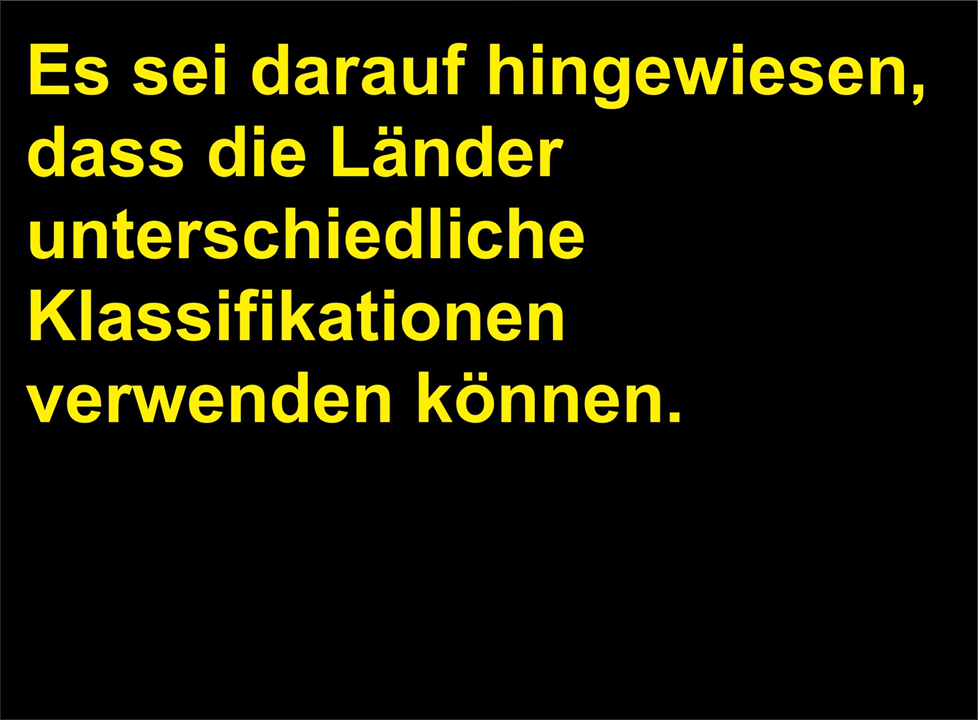 Es sei darauf hingewiesen,
dass die Länder
unterschiedliche
Klassifikationen
verwenden können.